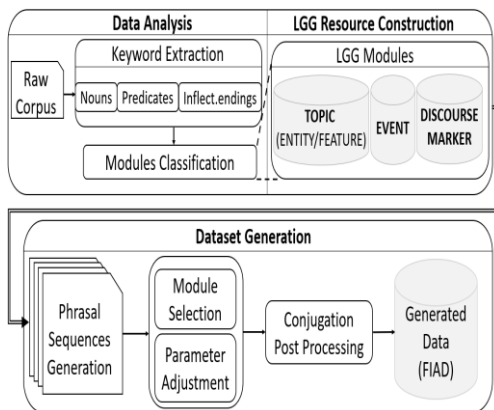 Data Analysis
LGG Resource Construction
Raw
Corpus
Keyword Extraction
Nouns
Predicates
Inflect.endings
Modules Classification
LGG Modules
TOPIC
(ENTITY/FEATURE)
EVENT
DISCOURSE
MARKER
Dataset Generation
Phrasal
Sequences
Generation
Module
Selection
Parameter
Adjustment
Conjugation
Post Processing
Generated
Data
(FIAD)